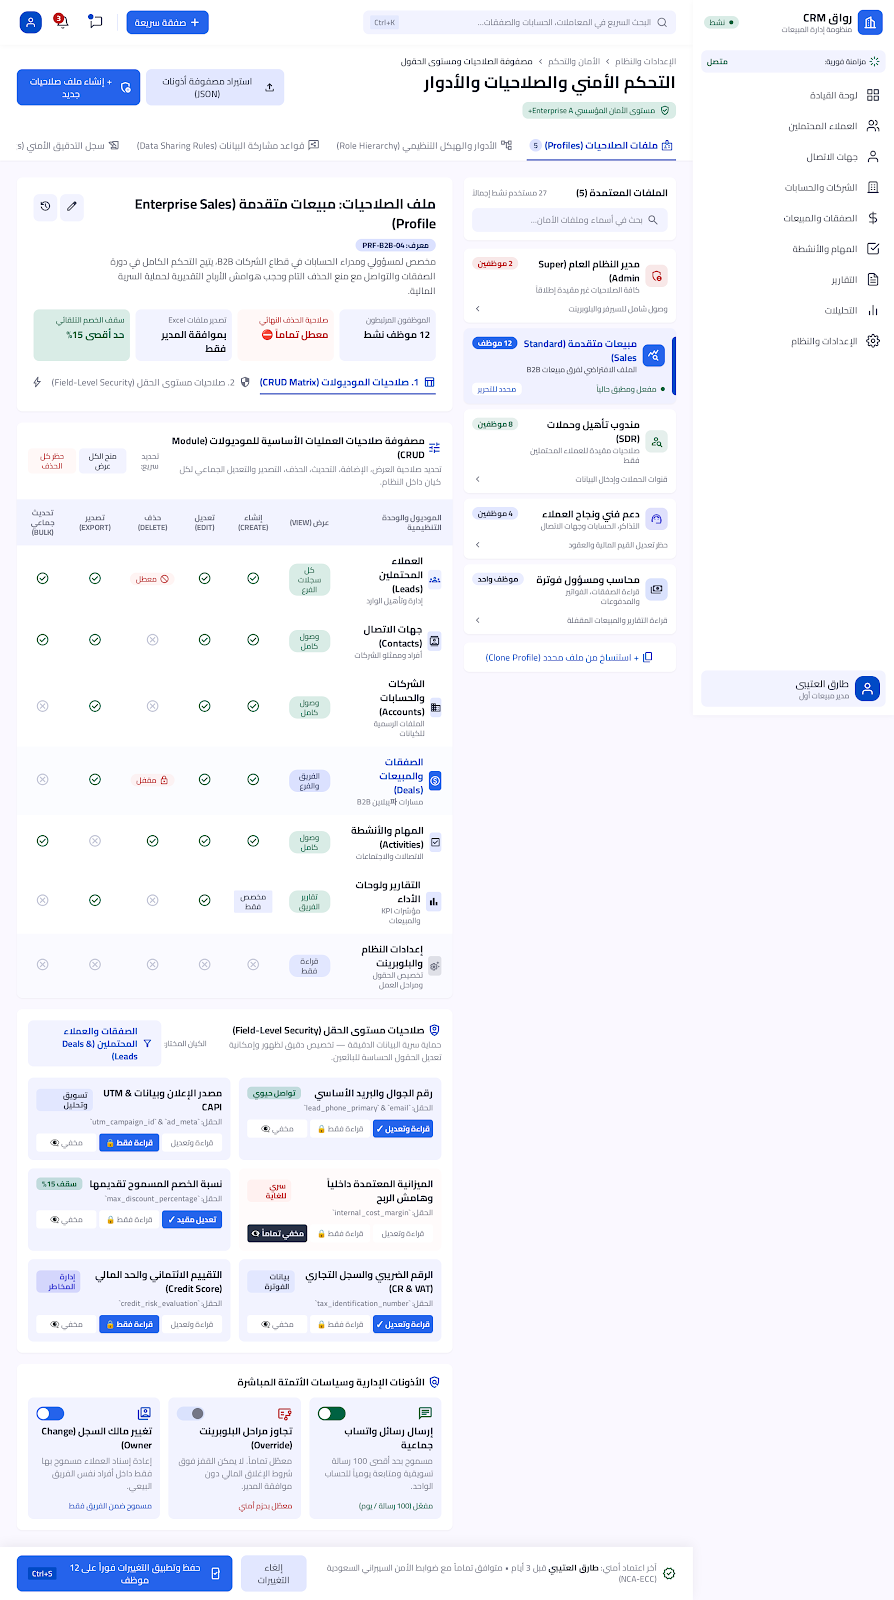 رواق CRM
منظومة إدارة المبيعات
نشط
مزامنة فورية:
متصل
لوحة القيادة
العملاء المحتملين
جهات الاتصال
الشركات والحسابات
الصفقات والمبيعات
المهام والأنشطة
التقارير
التحليلات
الإعدادات والنظام
طارق العتيبي
مدير مبيعات أول
البحث السريع في المعاملات، الحسابات والصفقات...
Ctrl+K
+ صفقة سريعة
3
الإعدادات والنظام
الأمان والتحكم
مصفوفة الصلاحيات ومستوى الحقول
التحكم الأمني والصلاحيات والأدوار
مستوى الأمان المؤسسي Enterprise A+
استيراد مصفوفة أذونات
(JSON)
+ إنشاء ملف صلاحيات
جديد
ملفات الصلاحيات (Profiles)
5
الأدوار والهيكل التنظيمي (Role Hierarchy)
قواعد مشاركة البيانات (Data Sharing Rules)
سجل التدقيق الأمني (s
الملفات المعتمدة (5)
27 مستخدم نشط إجمالاً
بحث في أسماء وملفات الأمان...
مدير النظام العام (Super
Admin)
2 موظفين
كافة الصلاحيات غير مقيدة إطلاقاً
وصول شامل للسيرفر والبلوبرينت
مبيعات متقدمة (Standard
Sales)
12 موظف
الملف الافتراضي لفرق مبيعات B2B
مفعل ومطبق حالياً
محدد للتحرير
مندوب تأهيل وحملات
(SDR)
8 موظفين
صلاحيات مقيدة للعملاء المحتملين
فقط
قنوات الحملات وإدخال البيانات
دعم فني ونجاح العملاء
4 موظفين
التذاكر، الحسابات وجهات الاتصال
حظر تعديل القيم المالية والعقود
محاسب ومسؤول فوترة
موظف واحد
قراءة الصفقات، الفواتير
والمدفوعات
قراءة التقارير والمبيعات المقفلة
+ استنساخ من ملف محدد (Clone Profile)
ملف الصلاحيات: مبيعات متقدمة (Enterprise Sales
Profile)
معرف: PRF-B2B-04
مخصص لمسؤولي ومدراء الحسابات في قطاع الشركات B2B. يتيح التحكم الكامل في دورة
الصفقات والتواصل مع منع الحذف التام وحجب هوامش الأرباح التقديرية لحماية السرية
المالية.
الموظفون المرتبطون
12 موظف نشط
صلاحية الحذف النهائي
معطل تماماً ⛔
تصدير ملفات Excel
بموافقة المدير
فقط
سقف الخصم التلقائي
حد أقصى 15%
1. صلاحيات الموديولات (CRUD Matrix)
2. صلاحيات مستوى الحقل (Field-Level Security)
مصفوفة صلاحيات العمليات الأساسية للموديولات (Module
CRUD)
تحديد صلاحية العرض، الإضافة، التحديث، الحذف، التصدير والتعديل الجماعي لكل
كيان داخل النظام.
تحديد
سريع:
منح الكل
عرض
حظر كل
الحذف
الموديول والوحدة
التنظيمية
عرض (VIEW)
إنشاء
(CREATE)
تعديل
(EDIT)
حذف
(DELETE)
تصدير
(EXPORT)
تحديث
جماعي
(BULK)
العملاء
المحتملين
(Leads)
إدارة وتأهيل الوارد
كل
سجلات
الفرع
معطل
جهات الاتصال
(Contacts)
أفراد وممثلو الشركات
وصول
كامل
الشركات
والحسابات
(Accounts)
الملفات الرسمية
للكيانات
وصول
كامل
الصفقات
والمبيعات
(Deals)
الفريق
والفرع
مقفل
المهام والأنشطة
(Activities)
الاتصالات والاجتماعات
وصول
كامل
التقارير ولوحات
الأداء
مؤشرات KPI
والمبيعات
تقارير
الفريق
مخصص
فقط
إعدادات النظام
والبلوبرينت
تخصيص الحقول
ومراحل العمل
قراءة
فقط
صلاحيات مستوى الحقل (Field-Level Security)
حماية سرية البيانات الدقيقة — تخصيص دقيق لظهور وإمكانية
تعديل الحقول الحساسة للبائعين.
الكيان المختار:
الصفقات والعملاء
المحتملين (Deals &
Leads)
رقم الجوال والبريد الأساسي
تواصل حيوي
الحقل: `lead_phone_primary` & `email`
قراءة وتعديل ✓
قراءة فقط 🔒
مخفي 👁
مصدر الإعلان وبيانات UTM &
CAPI
تسويق
وتحليل
الحقل: `utm_campaign_id` & `ad_meta`
قراءة وتعديل
قراءة فقط 🔒
مخفي 👁
الميزانية المعتمدة داخلياً
وهامش الربح
سري
للغاية
الحقل: `internal_cost_margin`
قراءة وتعديل
قراءة فقط 🔒
مخفي تماماً 👁
نسبة الخصم المسموح تقديمها
سقف 15%
الحقل: `max_discount_percentage`
تعديل مقيد ✓
قراءة فقط 🔒
مخفي 👁
الرقم الضريبي والسجل التجاري
(CR & VAT)
بيانات
الفوترة
الحقل: `tax_identification_number`
قراءة وتعديل ✓
قراءة فقط 🔒
مخفي 👁
التقييم الائتماني والحد المالي
(Credit Score)
إدارة
المخاطر
الحقل: `credit_risk_evaluation`
قراءة وتعديل
قراءة فقط 🔒
مخفي 👁
الأذونات الإدارية وسياسات الأتمتة المباشرة
إرسال رسائل واتساب
جماعية
مسموح بحد أقصى 100 رسالة
تسويقية ومتابعة يومياً للحساب
الواحد.
مفعّل (100 رسالة / يوم)
تجاوز مراحل البلوبرينت
(Override)
معطّل تماماً. لا يمكن القفز فوق
شروط الإغلاق المالي دون
موافقة المدير.
معطّل بحزم أمني
تغيير مالك السجل (Change
Owner)
إعادة إسناد العملاء مسموح بها
فقط داخل أفراد نفس الفريق
البيعي.
مسموح ضمن الفريق فقط
آخر اعتماد أمني: طارق العتيبي قبل 3 أيام • متوافق تماماً مع ضوابط الأمن السيبراني السعودية
(NCA-ECC)
إلغاء
التغييرات
حفظ وتطبيق التغييرات فوراً على 12
موظف
Ctrl+S